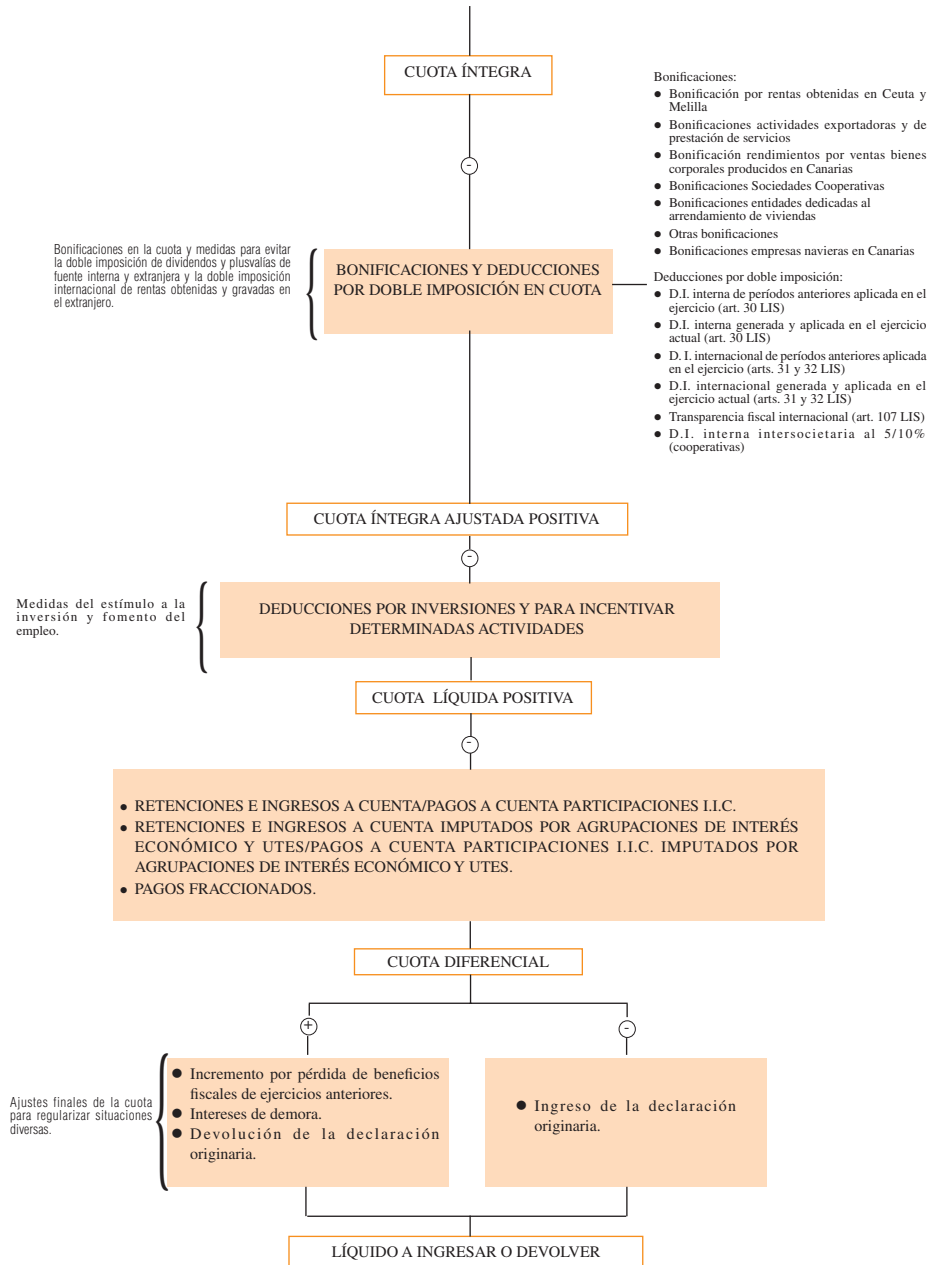 CUOTA ÍNTEGRA
-
Bonificaciones:
● Bonificación por rentas obtenidas en Ceuta y
Melilla
● Bonificaciones actividades exportadoras y de
prestación de servicios
● Bonificación rendimientos por ventas bienes
corporales producidos en Canarias
● Bonificaciones Sociedades Cooperativas
● Bonificaciones entidades dedicadas al
arrendamiento de viviendas
● Otras bonificaciones
● Bonificaciones empresas navieras en Canarias
Bonificaciones en la cuota y medidas para evitar
la doble imposición de dividendos y plusvalías de
fuente interna y extranjera y la doble imposición
internacional de rentas obtenidas y gravadas en
el extranjero.
BONIFICACIONES Y DEDUCCIONES
POR DOBLE IMPOSICIÓN EN CUOTA
Deducciones por doble imposición:
● D.I. interna de períodos anteriores aplicada en el
ejercicio (art. 30 LIS)
● D.I. interna generada y aplicada en el ejercicio
actual (art. 30 LIS)
● D. I. internacional de períodos anteriores aplicada
en el ejercicio (arts. 31 y 32 LIS)
● D.I. internacional generada y aplicada en el
ejercicio actual (arts. 31 y 32 LIS)
● Transparencia fiscal internacional (art. 107 LIS)
● D.I. interna intersocietaria al 5/10%
(cooperativas)
CUOTA ÍNTEGRA AJUSTADA POSITIVA
-
Medidas del estímulo a la
inversión y fomento del
empleo.
DEDUCCIONES POR INVERSIONES Y PARA INCENTIVAR
DETERMINADAS ACTIVIDADES
CUOTA LÍQUIDA POSITIVA
-
● RETENCIONES E INGRESOS A CUENTA/PAGOS A CUENTA PARTICIPACIONES I.I.C.
● RETENCIONES E INGRESOS A CUENTA IMPUTADOS POR AGRUPACIONES DE INTERÉS
ECONÓMICO Y UTES/PAGOS A CUENTA PARTICIPACIONES I.I.C. IMPUTADOS POR
AGRUPACIONES DE INTERÉS ECONÓMICO Y UTES.
● PAGOS FRACCIONADOS.
CUOTA DIFERENCIAL
+
-
Ajustes finales de la cuota
para regularizar situaciones
diversas.
● Incremento por pérdida de beneficios
fiscales de ejercicios anteriores.
● Intereses de demora.
● Devolución de la declaración
originaria.
● Ingreso de la declaración
originaria.
LÍQUIDO A INGRESAR O DEVOLVER